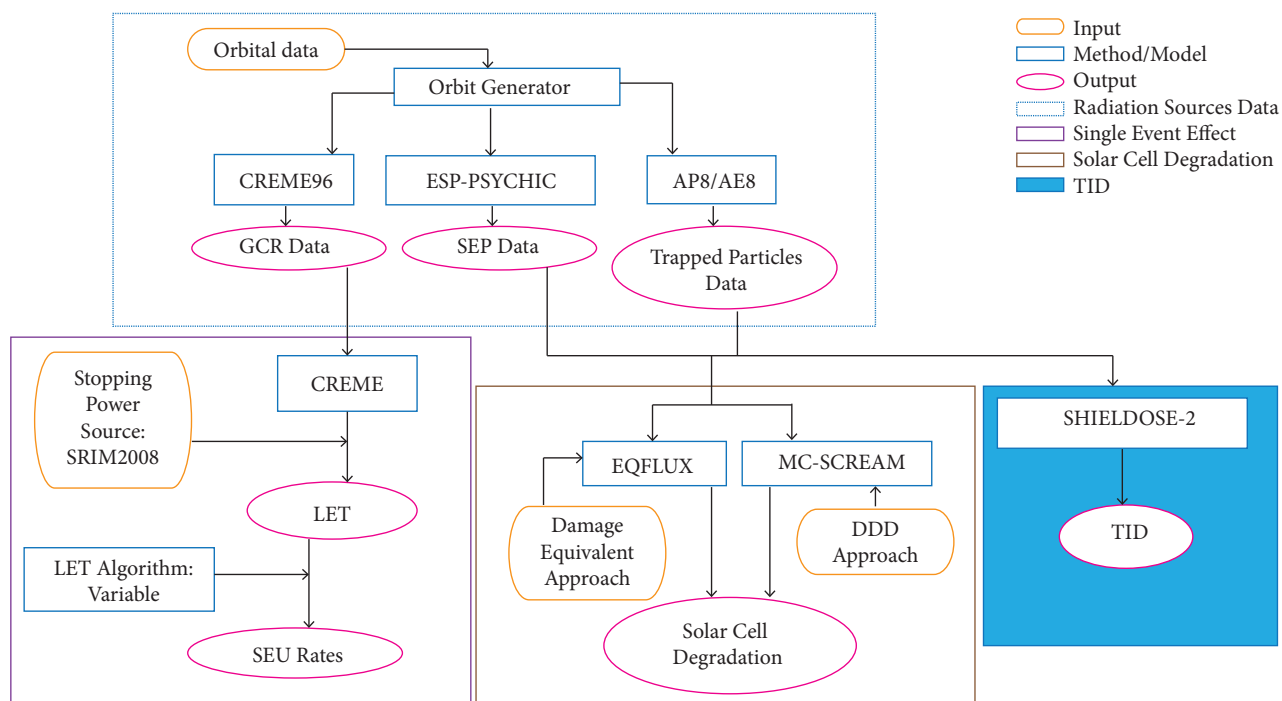 Orbital data
Orbit Generator
CREME96
ESP-PSYCHIC
AP8/AE8
GCR Data
SEP Data
Trapped Particles
Data
Input
Method/Model
Output
Radiation Sources Data
Single Event Effect
Solar Cell Degradation
TID
Stopping
Power
Source:
SRIM2008
CREME
LET
LET Algorithm:
Variable
SEU Rates
EQFLUX
MC-SCREAM
Damage
Equivalent
Approach
DDD
Approach
Solar Cell
Degradation
SHIELDOSE-2
TID